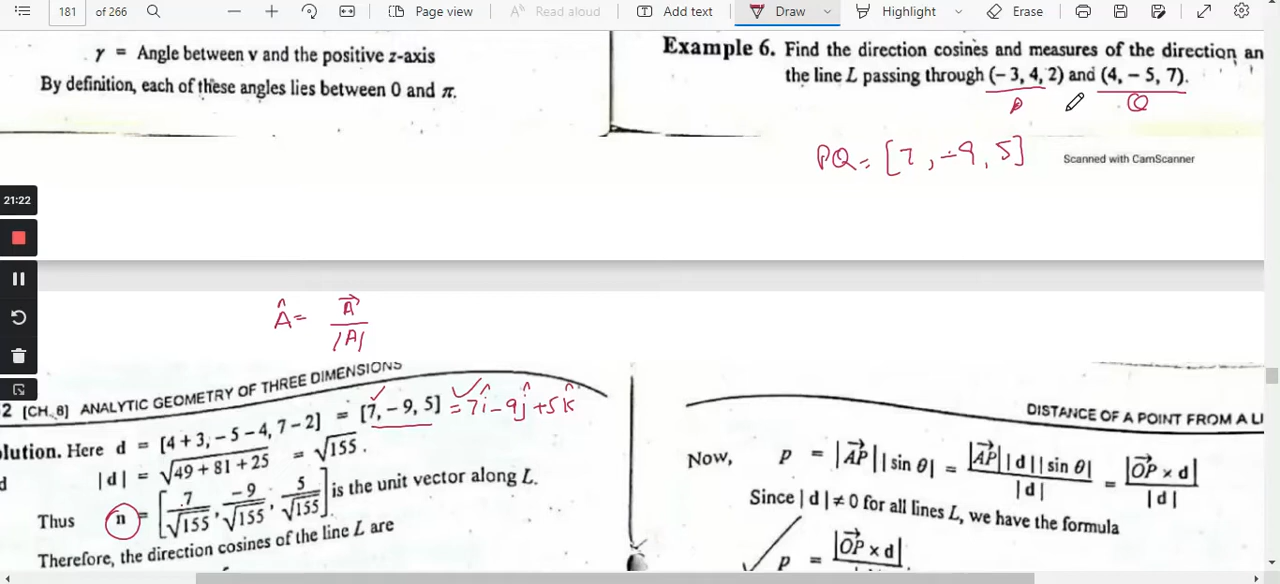 181 of 266 Page view Read aloud Add text Draw Highlight Erase
γ = Angle between v and the positive z-axis
By definition, each of these angles lies between 0 and π.
Example 6. Find the direction cosines and measures of the direction an
the line L passing through (– 3, 4, 2) and (4, – 5, 7).
P Q
PQ = [7, -9, 5]
Scanned with CamScanner
21:22
Â = A⃗ / |A|
2 [CH. 8] ANALYTIC GEOMETRY OF THREE DIMENSIONS
olution. Here d = [4 + 3, – 5 – 4, 7 – 2] = [7, – 9, 5] = 7î - 9ĵ + 5k̂
|d| = √49 + 81 + 25 = √155.
d
Thus n = [7/√155, –9/√155, 5/√155] is the unit vector along L.
Therefore, the direction cosines of the line L are
DISTANCE OF A POINT FROM A LI
Now, p = |AP⃗| | sin θ| = |AP⃗| | d | | sin θ| / | d | = |OP⃗ × d| / | d |
Since | d | ≠ 0 for all lines L, we have the formula
p = |OP⃗ × d|